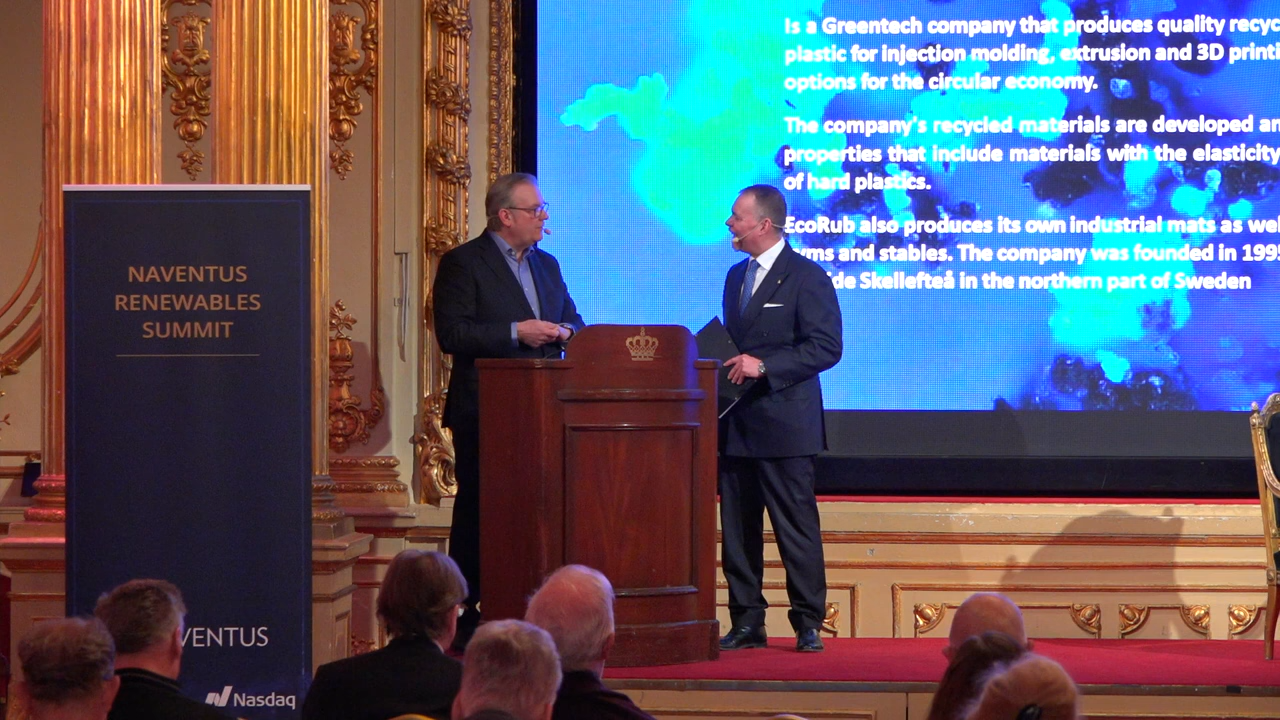 NAVENTUS
RENEWABLES
SUMMIT
VENTUS
Nasdaq
Is a Greentech company that produces quality recyc
plastic for injection molding, extrusion and 3D printi
options for the circular economy.
The company's recycled materials are developed an
properties that include materials with the elasticity
of hard plastics.
EcoRub also produces its own industrial mats as wel
gyms and stables. The company was founded in 1995
de Skellefteå in the northern part of Sweden